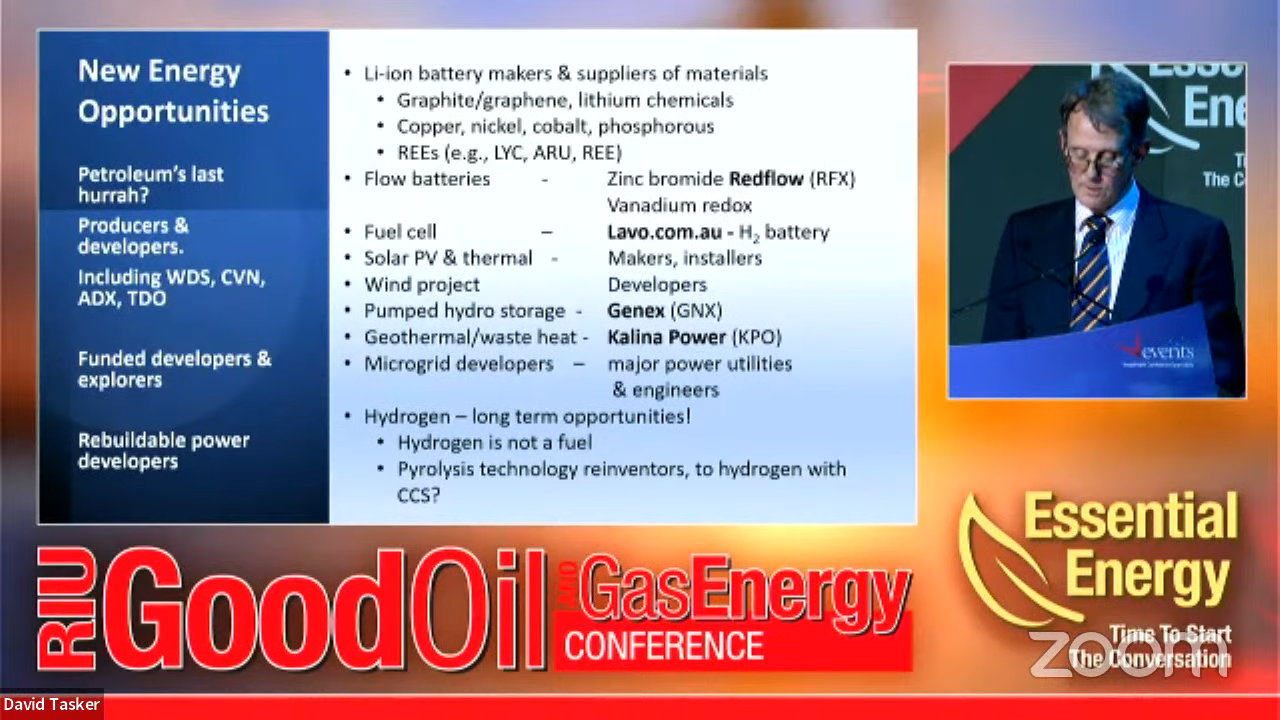 New Energy
Opportunities
Petroleum's last
hurrah?
Producers &
developers.
Including WDS, CVN,
ADX, TDO
Funded developers &
explorers
Rebuildable power
developers
• Li-ion battery makers & suppliers of materials
• Graphite/graphene, lithium chemicals
• Copper, nickel, cobalt, phosphorous
• REEs (e.g., LYC, ARU, REE)
• Flow batteries - Zinc bromide Redflow (RFX)
Vanadium redox
• Fuel cell – Lavo.com.au - H₂ battery
• Solar PV & thermal - Makers, installers
• Wind project Developers
• Pumped hydro storage - Genex (GNX)
• Geothermal/waste heat - Kalina Power (KPO)
• Microgrid developers – major power utilities
& engineers
• Hydrogen – long term opportunities!
• Hydrogen is not a fuel
• Pyrolysis technology reinventors, to hydrogen with
CCS?
Ene
The C
events
RIU GoodOil AND GasEnergy
CONFERENCE
Essential
Energy
Time To Start
The Conversation
zoom
David Tasker